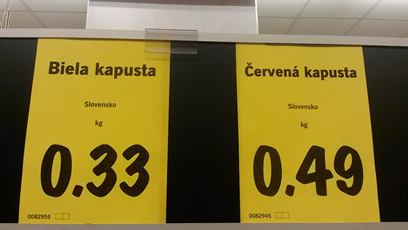 Biela kapusta
Slovensko
kg
0.33
0082955
Červená kapusta
Slovensko
kg
0.49
0082945